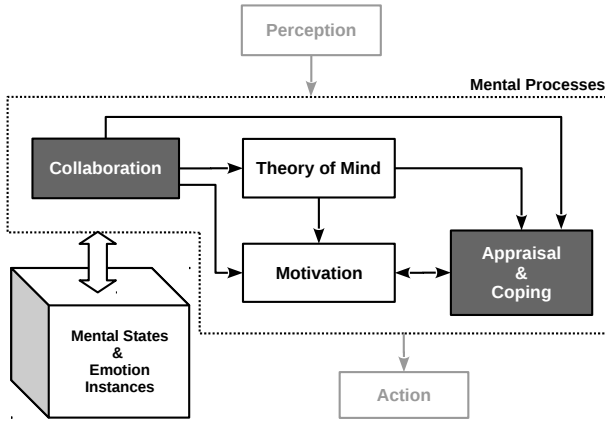 Perception
Mental Processes
Collaboration
Theory of Mind
Motivation
Appraisal
&
Coping
Mental States
&
Emotion
Instances
Action